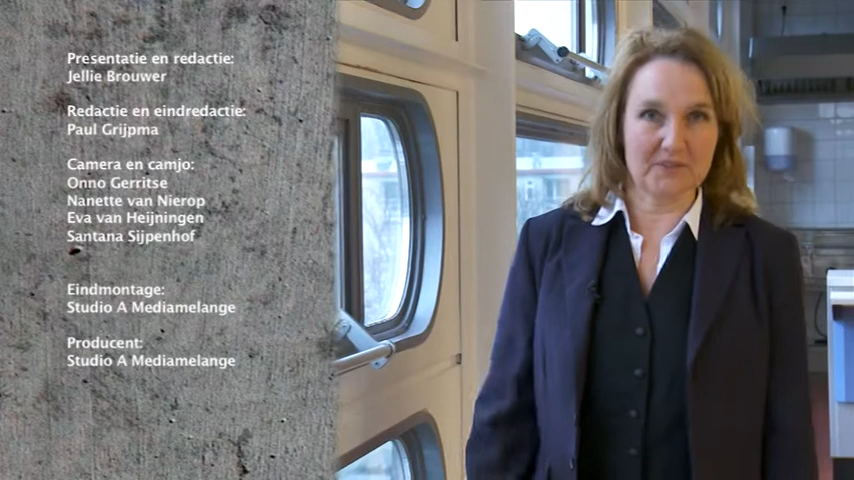 Presentatie en redactie:
Jellie Brouwer
Redactie en eindredactie:
Paul Grijpma
Camera en camjo:
Onno Gerritse
Nanette van Nierop
Eva van Heijningen
Santana Sijpenhof
Eindmontage:
Studio A Mediamelange
Producent:
Studio A Mediamelange